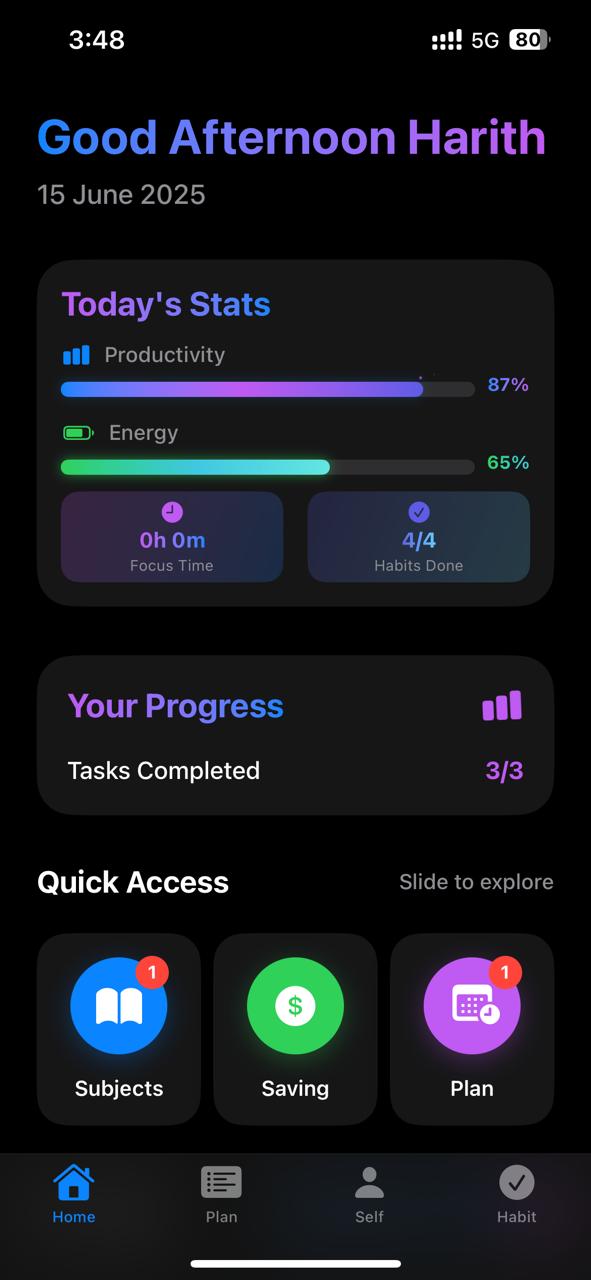 3:48 5G 80
Good Afternoon Harith
15 June 2025
Today's Stats
Productivity
87%
Energy
65%
0h 0m
Focus Time
4/4
Habits Done
Your Progress
Tasks Completed 3/3
Quick Access Slide to explore
1
1
$
Subjects Saving Plan
Home Plan Self Habit